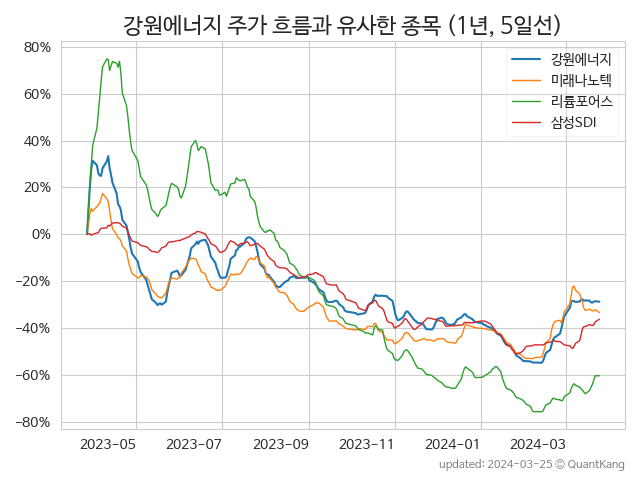 강원에너지 주가 흐름과 유사한 종목 (1년, 5일선)
강원에너지
미래나노텍
리튬포어스
삼성SDI
80%
60%
40%
20%
0%
−20%
−40%
−60%
−80%
2023−05
2023−07
2023−09
2023−11
2024−01
2024−03
updated: 2024-03-25 © QuantKang